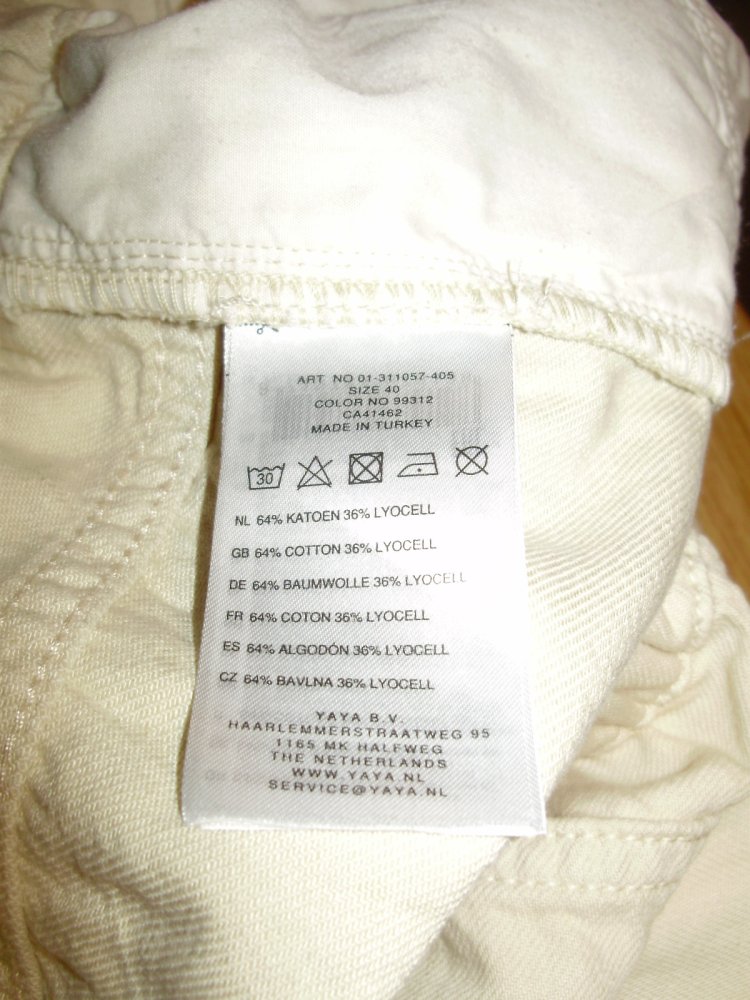 ART NO 01-311057-405
SIZE 40
COLOR NO 99312
CA41462
MADE IN TURKEY
30
NL 64% KATOEN 36% LYOCELL
GB 64% COTTON 36% LYOCELL
DE 64% BAUMWOLLE 36% LYOCELL
FR 64% COTON 36% LYOCELL
ES 64% ALGODÓN 36% LYOCELL
CZ 64% BAVLNA 36% LYOCELL
YAYA B.V.
HAARLEMMERSTRAATWEG 95
1165 MK HALFWEG
THE NETHERLANDS
WWW.YAYA.NL
SERVICE@YAYA.NL